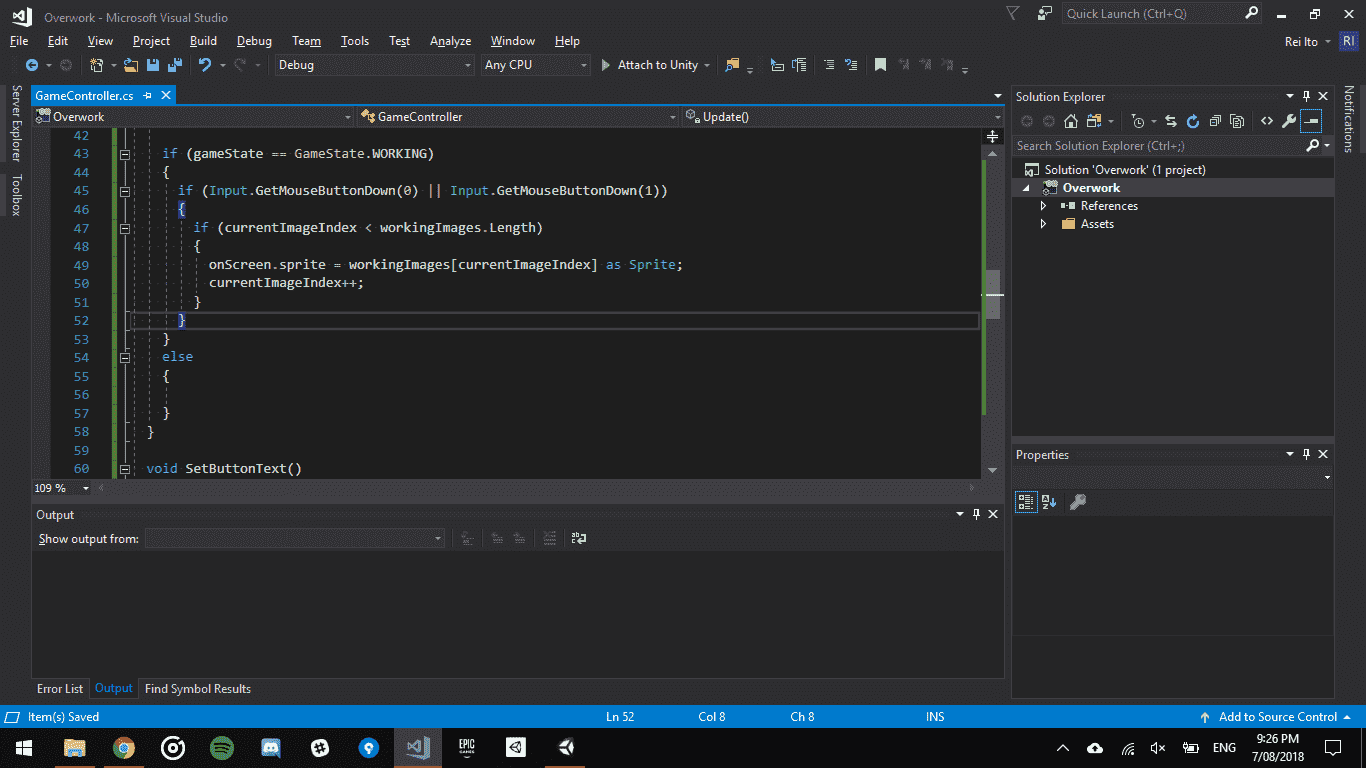 Overwork - Microsoft Visual Studio
Quick Launch (Ctrl+Q)
File Edit View Project Build Debug Team Tools Test Analyze Window Help
Rei Ito RI
Debug Any CPU Attach to Unity
Server Explorer
Toolbox
GameController.cs
Overwork GameController Update()
42
43 if (gameState == GameState.WORKING)
44 {
45 if (Input.GetMouseButtonDown(0) || Input.GetMouseButtonDown(1))
46 {
47 if (currentImageIndex < workingImages.Length)
48 {
49 onScreen.sprite = workingImages[currentImageIndex] as Sprite;
50 currentImageIndex++;
51 }
52 }
53 }
54 else
55 {
56
57 }
58 }
59
60 void SetButtonText()
109 %
Output
Show output from:
Error List Output Find Symbol Results
Solution Explorer
Search Solution Explorer (Ctrl+;)
Solution 'Overwork' (1 project)
Overwork
References
Assets
Properties
Notifications
Item(s) Saved Ln 52 Col 8 Ch 8 INS Add to Source Control
EPIC
GAMES
ENG
9:26 PM
7/08/2018